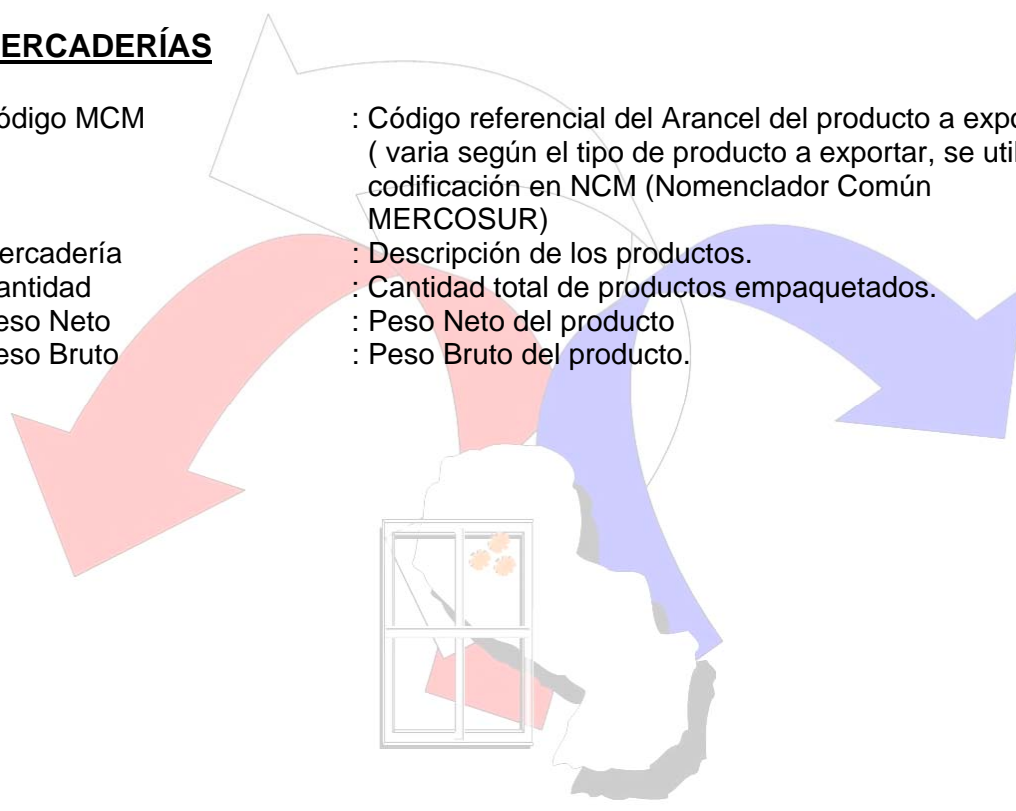 ERCADERÍAS
ódigo MCM : Código referencial del Arancel del producto a expo
( varia según el tipo de producto a exportar, se util
codificación en NCM (Nomenclador Común
MERCOSUR)
ercadería : Descripción de los productos.
antidad : Cantidad total de productos empaquetados.
eso Neto : Peso Neto del producto
eso Bruto : Peso Bruto del producto.